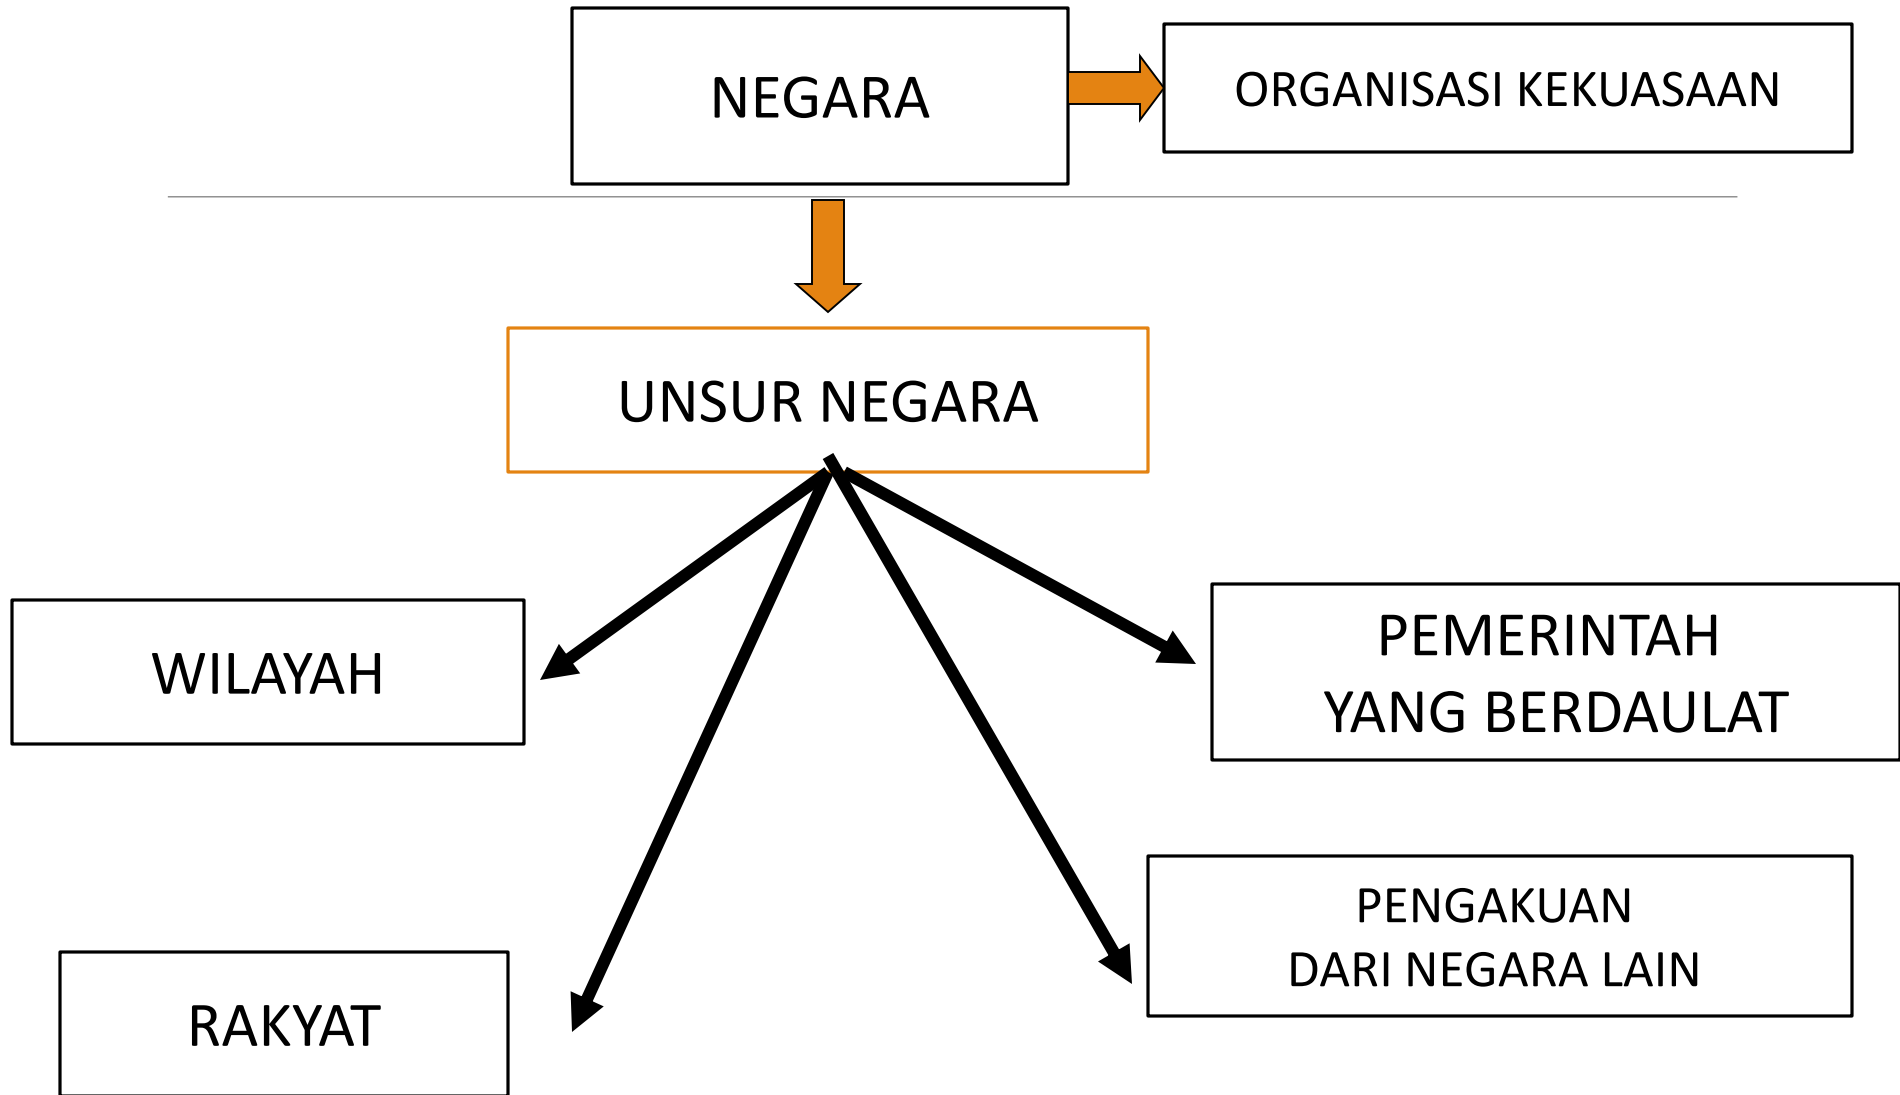 NEGARA
ORGANISASI KEKUASAAN
UNSUR NEGARA
WILAYAH
PEMERINTAH
YANG BERDAULAT
RAKYAT
PENGAKUAN
DARI NEGARA LAIN